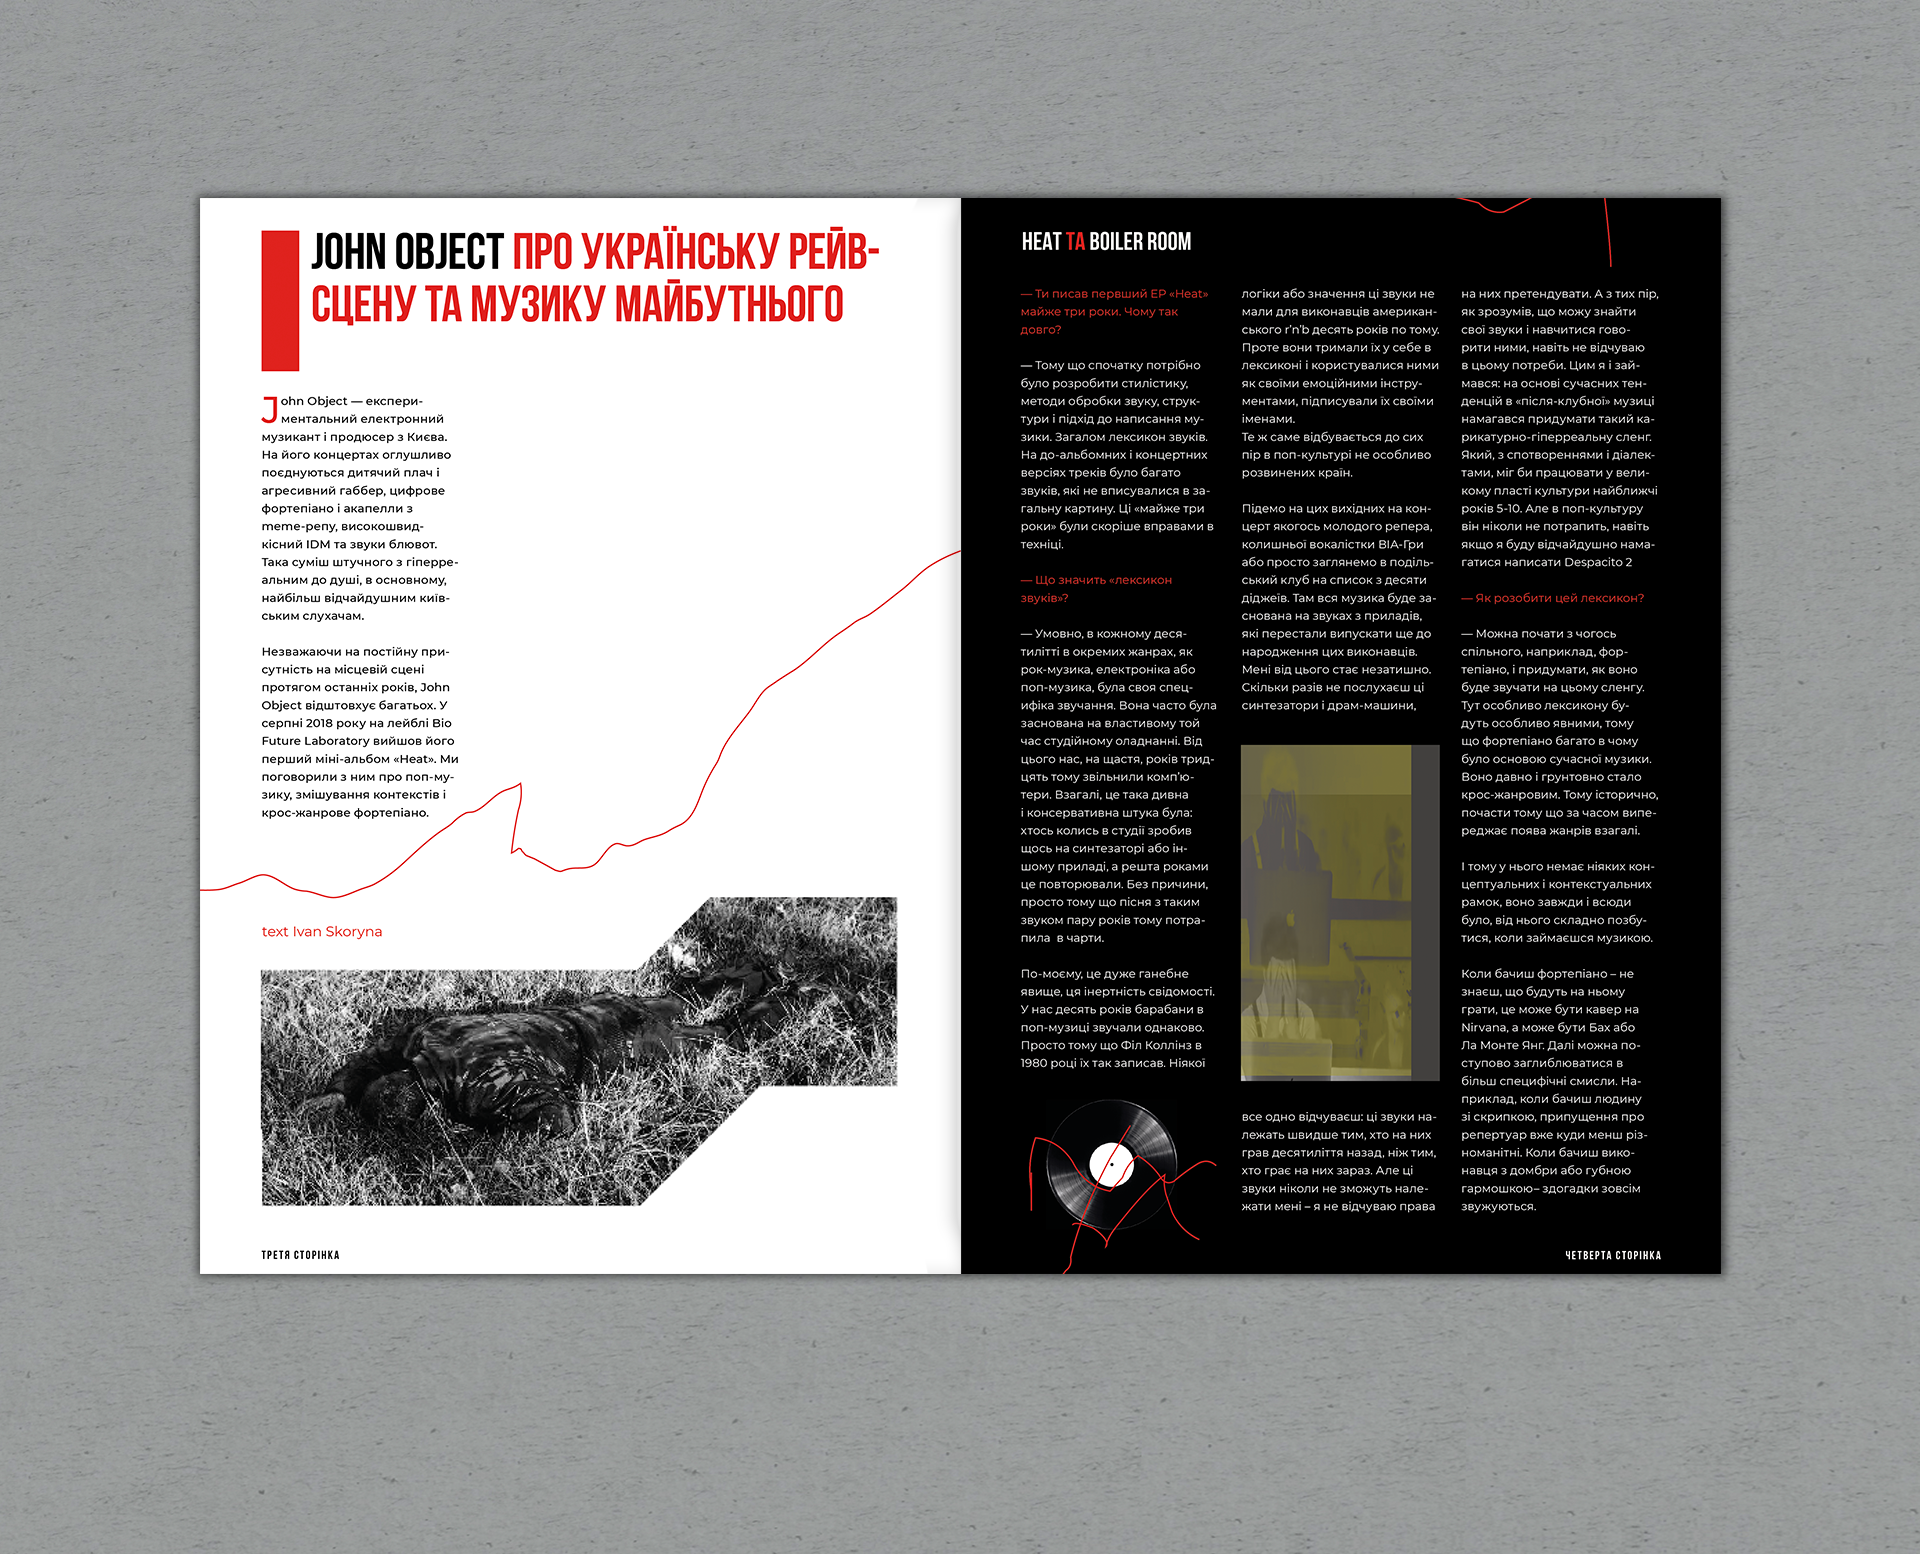 JOHN OBJECT ПРО УКРАЇНСЬКУ РЕЙВ-
СЦЕНУ ТА МУЗИКУ МАЙБУТНЬОГО
John Object — експери-
ментальний електронний
музикант і продюсер з Києва.
На його концертах оглушливо
поєднуються дитячий плач і
агресивний габбер, цифрове
фортепіано і акапелли з
meme-репу, високошвид-
кісний IDM та звуки блювот.
Така суміш штучного з гіперре-
альним до душі, в основному,
найбільш відчайдушним київ-
ським слухачам.
Незважаючи на постійну при-
сутність на місцевій сцені
протягом останніх років, John
Object відштовхує багатьох. У
серпні 2018 року на лейблі Bio
Future Laboratory вийшов його
перший міні-альбом «Heat». Ми
поговорили з ним про поп-му-
зику, змішування контекстів і
крос-жанрове фортепіано.
text Ivan Skoryna
ТРЕТЯ СТОРІНКА
HEAT ТА BOILER ROOM
— Ти писав первший EP «Heat»
майже три роки. Чому так
довго?
— Тому що спочатку потрібно
було розробити стилістику,
методи обробки звуку, струк-
тури і підхід до написання му-
зики. Загалом лексикон звуків.
На до-альбомних і концертних
версіях треків було багато
звуків, які не вписувалися в за-
гальну картину. Ці «майже три
роки» були скоріше вправами в
техніці.
— Що значить «лексикон
звуків»?
— Умовно, в кожному деся-
тилітті в окремих жанрах, як
рок-музика, електроніка або
поп-музика, була своя спец-
ифіка звучання. Вона часто була
заснована на властивому той
час студійному оладнанні. Від
цього нас, на щастя, років трид-
цять тому звільнили комп'ю-
тери. Взагалі, це така дивна
і консервативна штука була:
хтось колись в студії зробив
щось на синтезаторі або ін-
шому приладі, а решта роками
це повторювали. Без причини,
просто тому що пісня з таким
звуком пару років тому потра-
пила  в чарти.
По-моєму, це дуже ганебне
явище, ця інертність свідомості.
У нас десять років барабани в
поп-музиці звучали однаково.
Просто тому що Філ Коллінз в
1980 році їх так записав. Ніякої
логіки або значення ці звуки не
мали для виконавців американ-
ського r'n'b десять років по тому.
Проте вони тримали їх у себе в
лексиконі і користувалися ними
як своїми емоційними інстру-
ментами, підписували їх своїми
іменами.
Те ж саме відбувається до сих
пір в поп-культурі не особливо
розвинених країн.
Підемо на цих вихідних на кон-
церт якогось молодого репера,
колишньої вокалістки ВІА-Гри
або просто заглянемо в поділь-
ський клуб на список з десяти
діджеїв. Там вся музика буде за-
снована на звуках з приладів,
які перестали випускати ще до
народження цих виконавців.
Мені від цього стає незатишно.
Скільки разів не послухаєш ці
синтезатори і драм-машини,
все одно відчуваєш: ці звуки на-
лежать швидше тим, хто на них
грав десятиліття назад, ніж тим,
хто грає на них зараз. Але ці
звуки ніколи не зможуть нале-
жати мені – я не відчуваю права
на них претендувати. А з тих пір,
як зрозумів, що можу знайти
свої звуки і навчитися гово-
рити ними, навіть не відчуваю
в цьому потреби. Цим я і зай-
мався: на основі сучасних тен-
денцій в «після-клубної» музиці
намагався придумати такий ка-
рикатурно-гіперреальну сленг.
Який, з спотвореннями і діалек-
тами, міг би працювати у вели-
кому пласті культури найближчі
років 5-10. Але в поп-культуру
він ніколи не потрапить, навіть
якщо я буду відчайдушно нама-
гатися написати Despacito 2
— Як розобити цей лексикон?
— Можна почати з чогось
спільного, наприклад, фор-
тепіано, і придумати, як воно
буде звучати на цьому сленгу.
Тут особливо лексикону бу-
дуть особливо явними, тому
що фортепіано багато в чому
було основою сучасної музики.
Воно давно і грунтовно стало
крос-жанровим. Тому історично,
почасти тому що за часом випе-
реджає поява жанрів взагалі.
І тому у нього немає ніяких кон-
цептуальних і контекстуальних
рамок, воно завжди і всюди
було, від нього складно позбу-
тися, коли займаєшся музикою.
Коли бачиш фортепіано – не
знаєш, що будуть на ньому
грати, це може бути кавер на
Nirvana, а може бути Бах або
Ла Монте Янг. Далі можна по-
ступово заглиблюватися в
більш специфічні смисли. На-
приклад, коли бачиш людину
зі скрипкою, припущення про
репертуар вже куди менш різ-
номанітні. Коли бачиш вико-
навця з домбри або губною
гармошкою– здогадки зовсім
звужуються.
ЧЕТВЕРТА СТОРІНКА